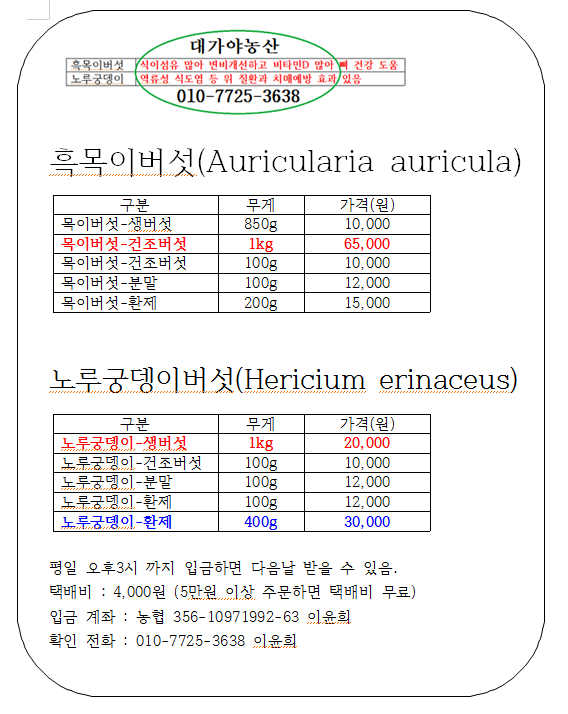 대가야농산
흑목이버섯 식이섬유 많아 변비개선하고 비타민D 많아 뼈 건강 도움
노루궁뎅이 역류성 식도염 등 위 질환과 치매예방 효과 있음
010-7725-3638
흑목이버섯(Auricularia auricula)
구분 무게 가격(원)
목이버섯-생버섯 850g 10,000
목이버섯-건조버섯 1kg 65,000
목이버섯-건조버섯 100g 10,000
목이버섯-분말 100g 12,000
목이버섯-환제 200g 15,000
노루궁뎅이버섯(Hericium erinaceus)
구분 무게 가격(원)
노루궁뎅이-생버섯 1kg 20,000
노루궁뎅이-건조버섯 100g 10,000
노루궁뎅이-분말 100g 12,000
노루궁뎅이-환제 100g 12,000
노루궁뎅이-환제 400g 30,000
평일 오후3시 까지 입금하면 다음날 받을 수 있음.
택배비 : 4,000원 (5만원 이상 주문하면 택배비 무료)
입금 계좌 : 농협 356-10971992-63 이윤희
확인 전화 : 010-7725-3638 이윤희